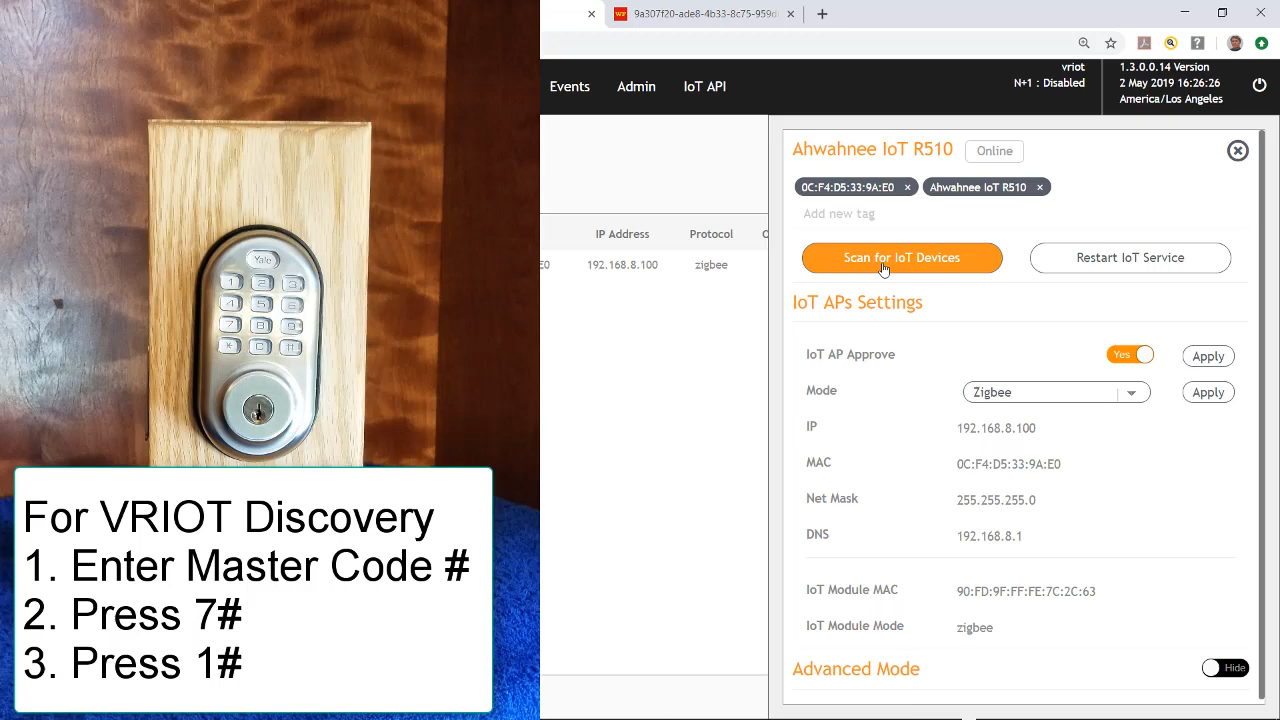 Yale
1 2 3
4 5 6
7 8 9
* C #
For VRIOT Discovery
1. Enter Master Code #
2. Press 7#
3. Press 1#
9a307f20-ade8-4b33-8c75-959d
Events Admin IoT API
vriot
N+1 : Disabled
1.3.0.0.14 Version
2 May 2019 16:26:26
America/Los Angeles
Ahwahnee IoT R510 Online
0C:F4:D5:33:9A:E0 × Ahwahnee IoT R510 ×
Add new tag
Scan for IoT Devices Restart IoT Service
IP Address Protocol
E0 192.168.8.100 zigbee
IoT APs Settings
IoT AP Approve Yes Apply
Mode Zigbee Apply
IP 192.168.8.100
MAC 0C:F4:D5:33:9A:E0
Net Mask 255.255.255.0
DNS 192.168.8.1
IoT Module MAC 90:FD:9F:FF:FE:7C:2C:63
IoT Module Mode zigbee
Advanced Mode Hide